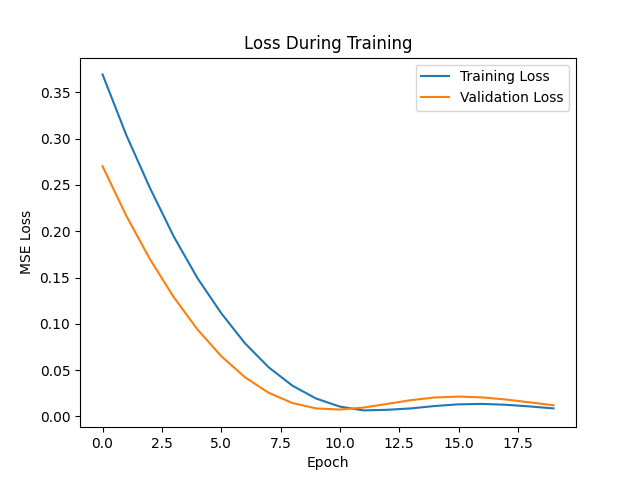 Loss During Training
Training Loss
Validation Loss
0.35
0.30
0.25
0.20
0.15
0.10
0.05
0.00
MSE Loss
0.0 2.5 5.0 7.5 10.0 12.5 15.0 17.5
Epoch